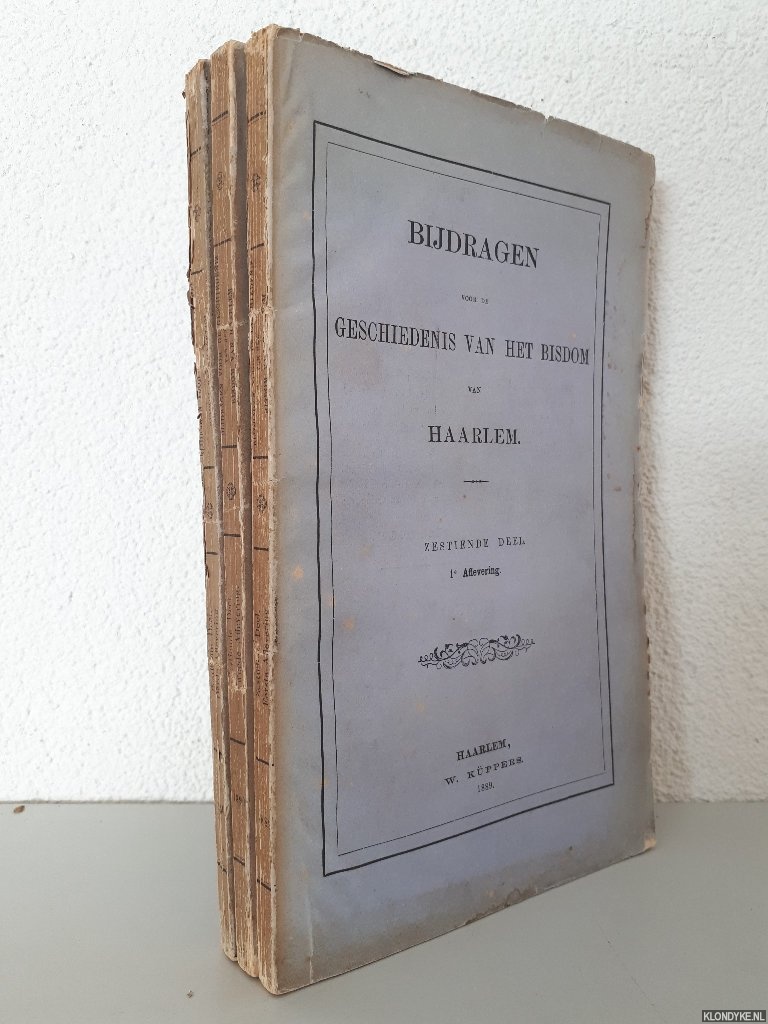 BIJDRAGEN
VOOR DE
GESCHIEDENIS VAN HET BISDOM
VAN
HAARLEM.
ZESTIENDE DEEL.
1e Aflevering.
HAARLEM,
W. KÜPPERS.
1889.
KLONDYKE.NL